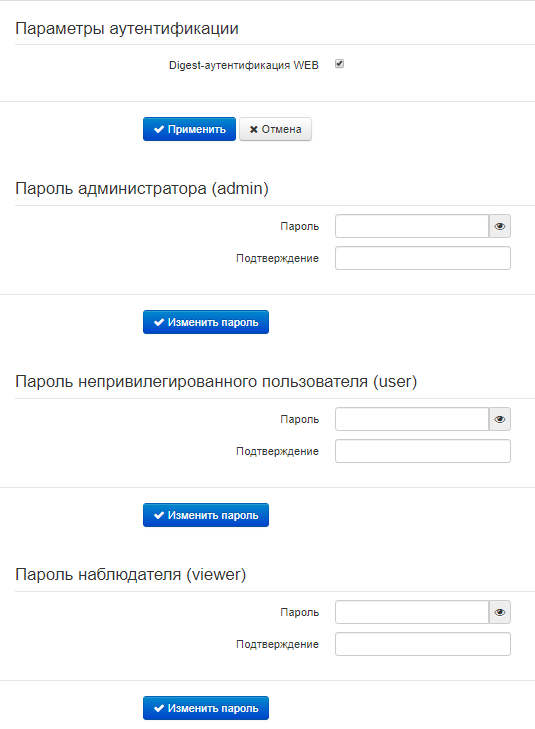 Параметры аутентификации
Digest-аутентификация WEB
Применить Отмена
Пароль администратора (admin)
Пароль
Подтверждение
Изменить пароль
Пароль непривилегированного пользователя (user)
Пароль
Подтверждение
Изменить пароль
Пароль наблюдателя (viewer)
Пароль
Подтверждение
Изменить пароль